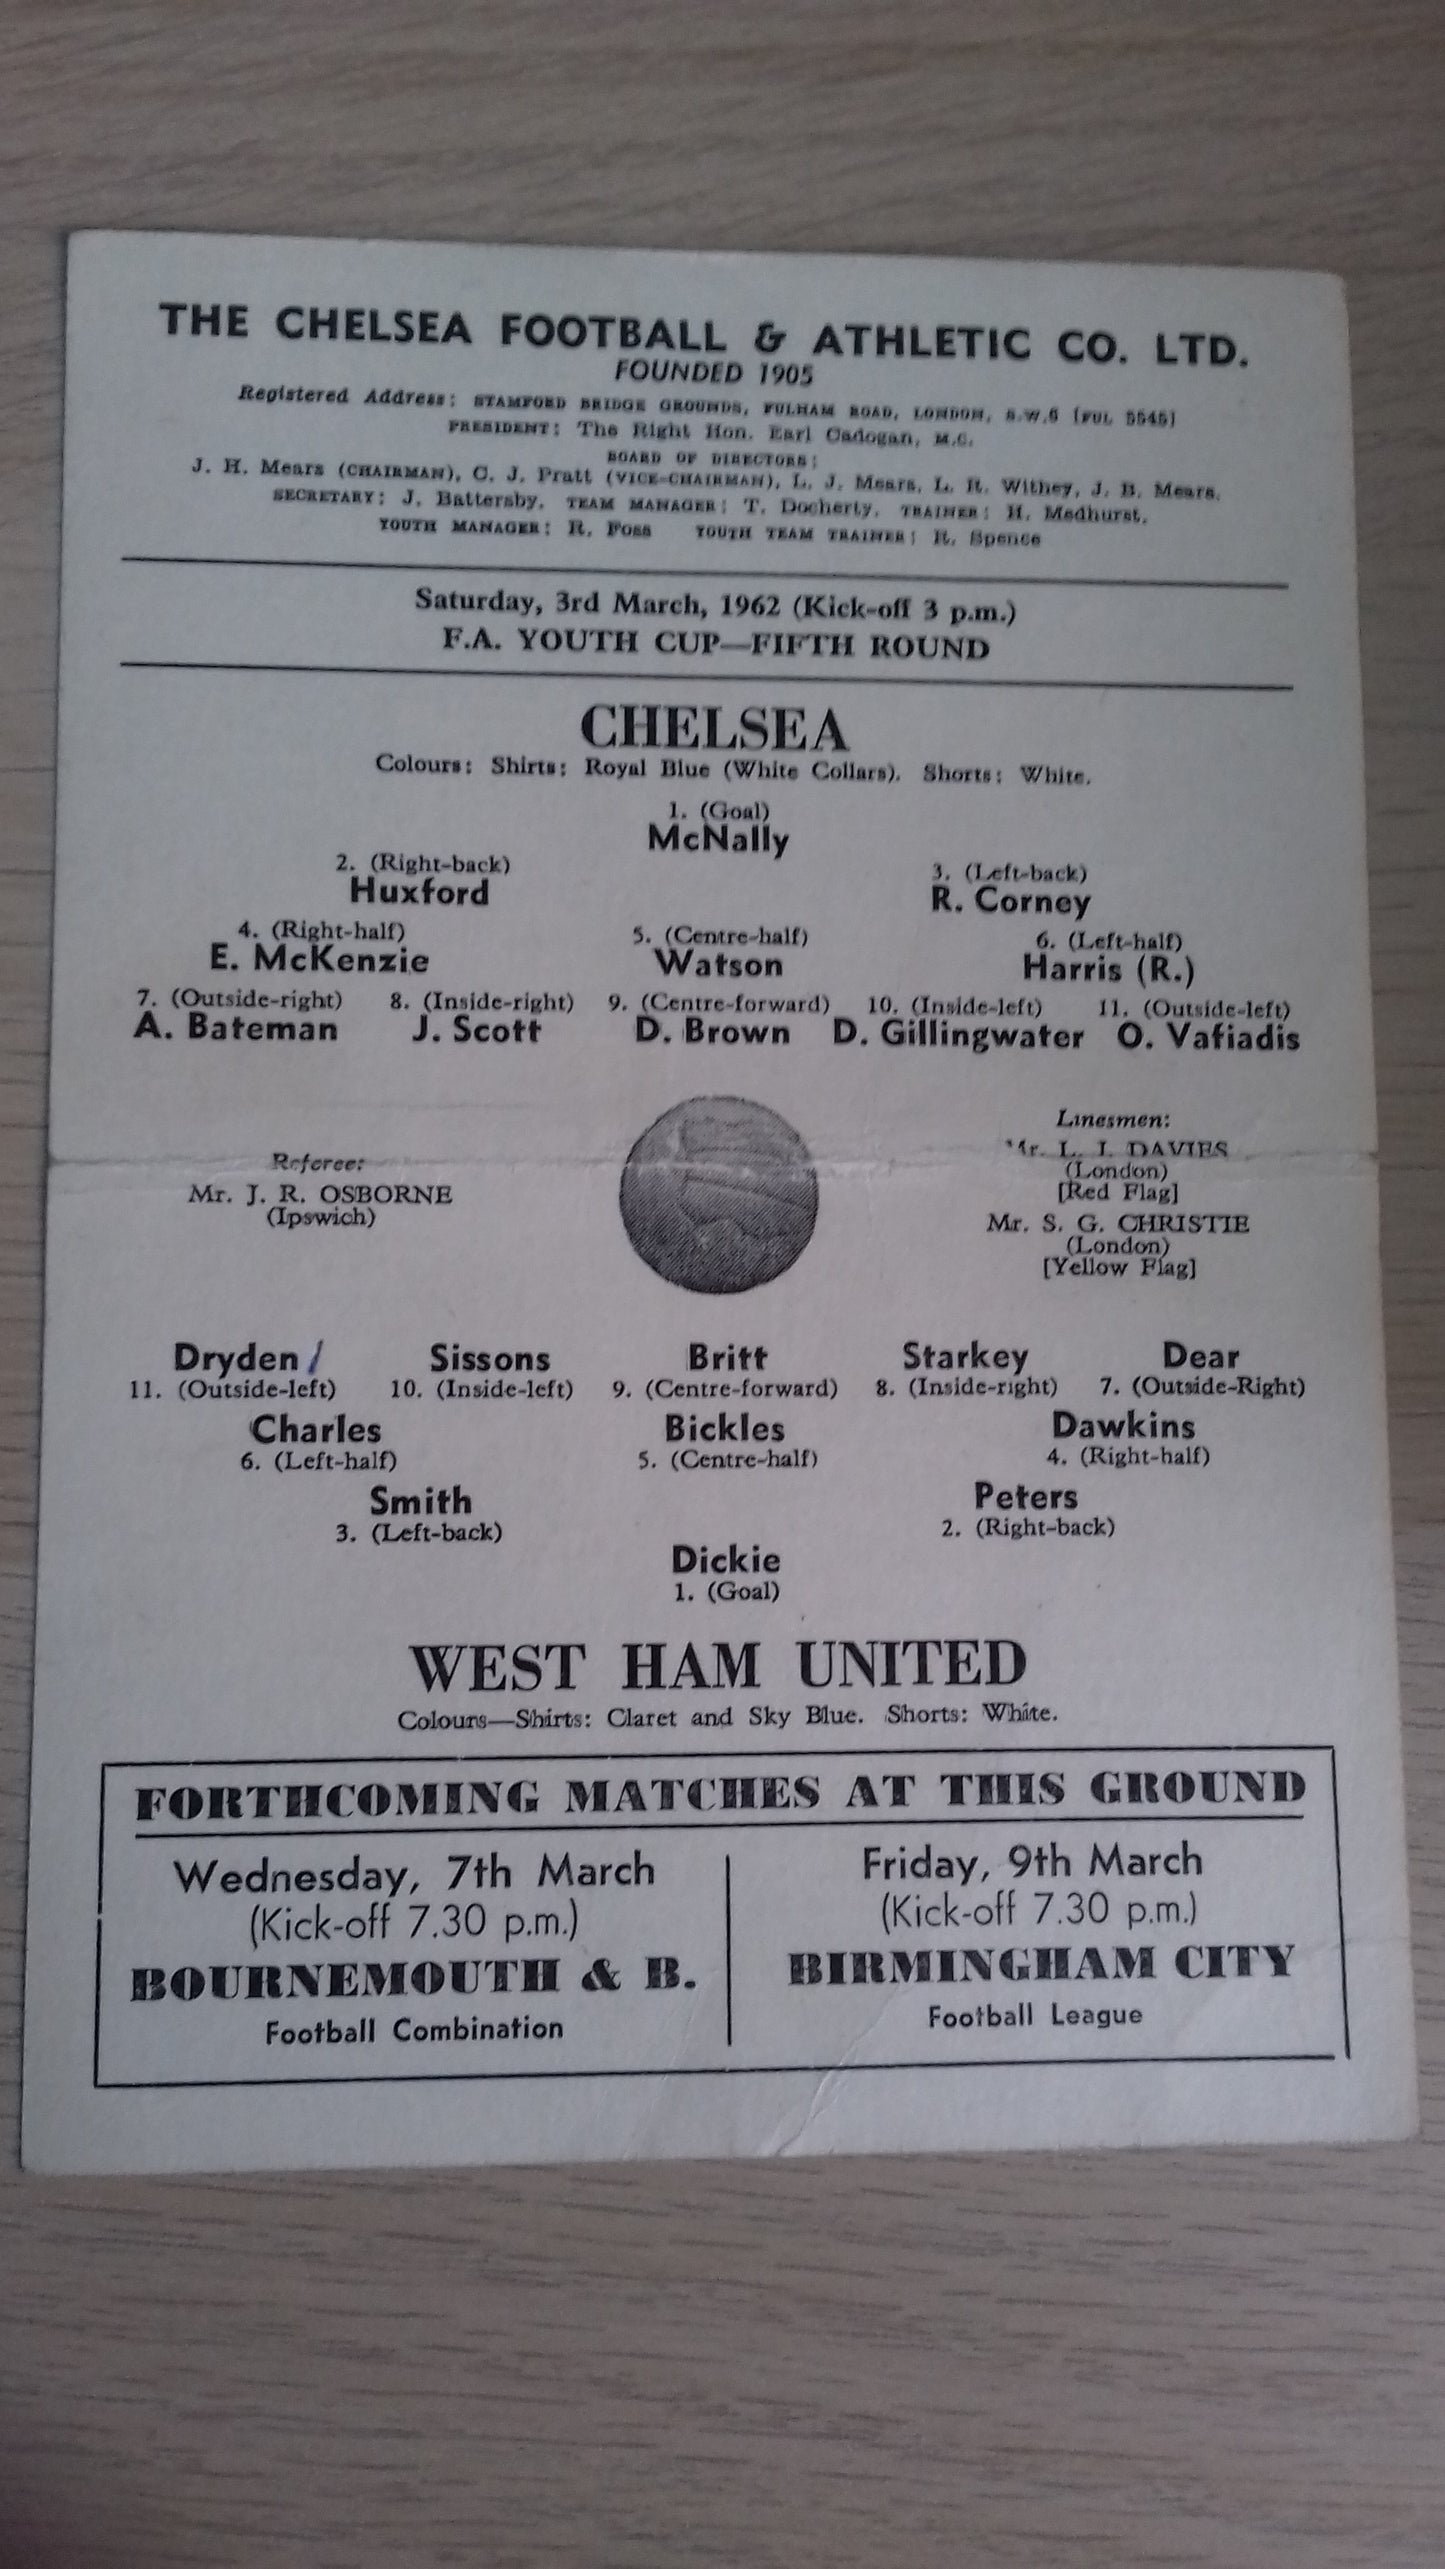 THE CHELSEA FOOTBALL & ATHLETIC CO. LTD.
FOUNDED 1905
Registered Address: STAMFORD BRIDGE GROUNDS, FULHAM ROAD, LONDON, S.W.6 (FUL 5545)
PRESIDENT: The Right Hon. Earl Cadogan, M.C.
BOARD OF DIRECTORS:
J. H. Mears (CHAIRMAN), C. J. Pratt (VICE-CHAIRMAN), L. J. Mears, L. R. Withey, J. B. Mears.
SECRETARY: J. Battersby. TEAM MANAGER: T. Docherty. TRAINER: H. Medhurst.
YOUTH MANAGER: R. Foss YOUTH TEAM TRAINER: R. Spence
Saturday, 3rd March, 1962 (Kick-off 3 p.m.)
F.A. YOUTH CUP—FIFTH ROUND
CHELSEA
Colours: Shirts: Royal Blue (White Collars). Shorts: White.
1. (Goal)
McNally
2. (Right-back) 3. (Left-back)
Huxford R. Corney
4. (Right-half) 5. (Centre-half) 6. (Left-half)
E. McKenzie Watson Harris (R.)
7. (Outside-right) 8. (Inside-right) 9. (Centre-forward) 10. (Inside-left) 11. (Outside-left)
A. Bateman J. Scott D. Brown D. Gillingwater O. Vafiadis
Referee:
Mr. J. R. OSBORNE
(Ipswich)
Linesmen:
Mr. L. J. DAVIES
(London)
[Red Flag]
Mr. S. G. CHRISTIE
(London)
[Yellow Flag]
Dryden / Sissons Britt Starkey Dear
11. (Outside-left) 10. (Inside-left) 9. (Centre-forward) 8. (Inside-right) 7. (Outside-Right)
Charles Bickles Dawkins
6. (Left-half) 5. (Centre-half) 4. (Right-half)
Smith Peters
3. (Left-back) 2. (Right-back)
Dickie
1. (Goal)
WEST HAM UNITED
Colours—Shirts: Claret and Sky Blue. Shorts: White.
FORTHCOMING MATCHES AT THIS GROUND
Wednesday, 7th March
(Kick-off 7.30 p.m.)
BOURNEMOUTH & B.
Football Combination
Friday, 9th March
(Kick-off 7.30 p.m.)
BIRMINGHAM CITY
Football League